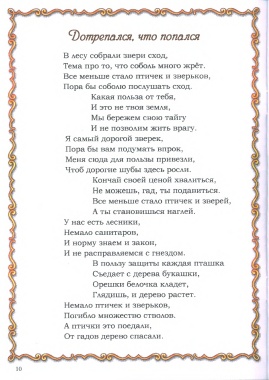 Дотрепался, что попался
В лесу собрали звери сход,
Тема про то, что соболь много жрёт.
Все меньше стало птичек и зверьков,
Пора бы соболю послушать сход.
Какая польза от тебя,
И это не твоя земля,
Мы бережем свою тайгу
И не позволим жить врагу.
Я самый дорогой зверек,
Пора бы вам подумать впрок,
Меня сюда для пользы привезли,
Чтоб дорогие шубы здесь росли.
Кончай своей ценой хвалиться,
Не можешь, гад, ты подавиться.
Все меньше стало птичек и зверей,
А ты становишься наглей.
У нас есть лесники,
Немало санитаров,
И норму знаем и закон,
И не расправляемся с гнездом.
В пользу защиты каждая пташка
Съедает с дерева букашки,
Орешки белочка кладет,
Глядишь, и дерево растет.
Немало птичек и зверьков,
Погибло множество стволов.
А птички это поедали,
От гадов дерево спасали.
10